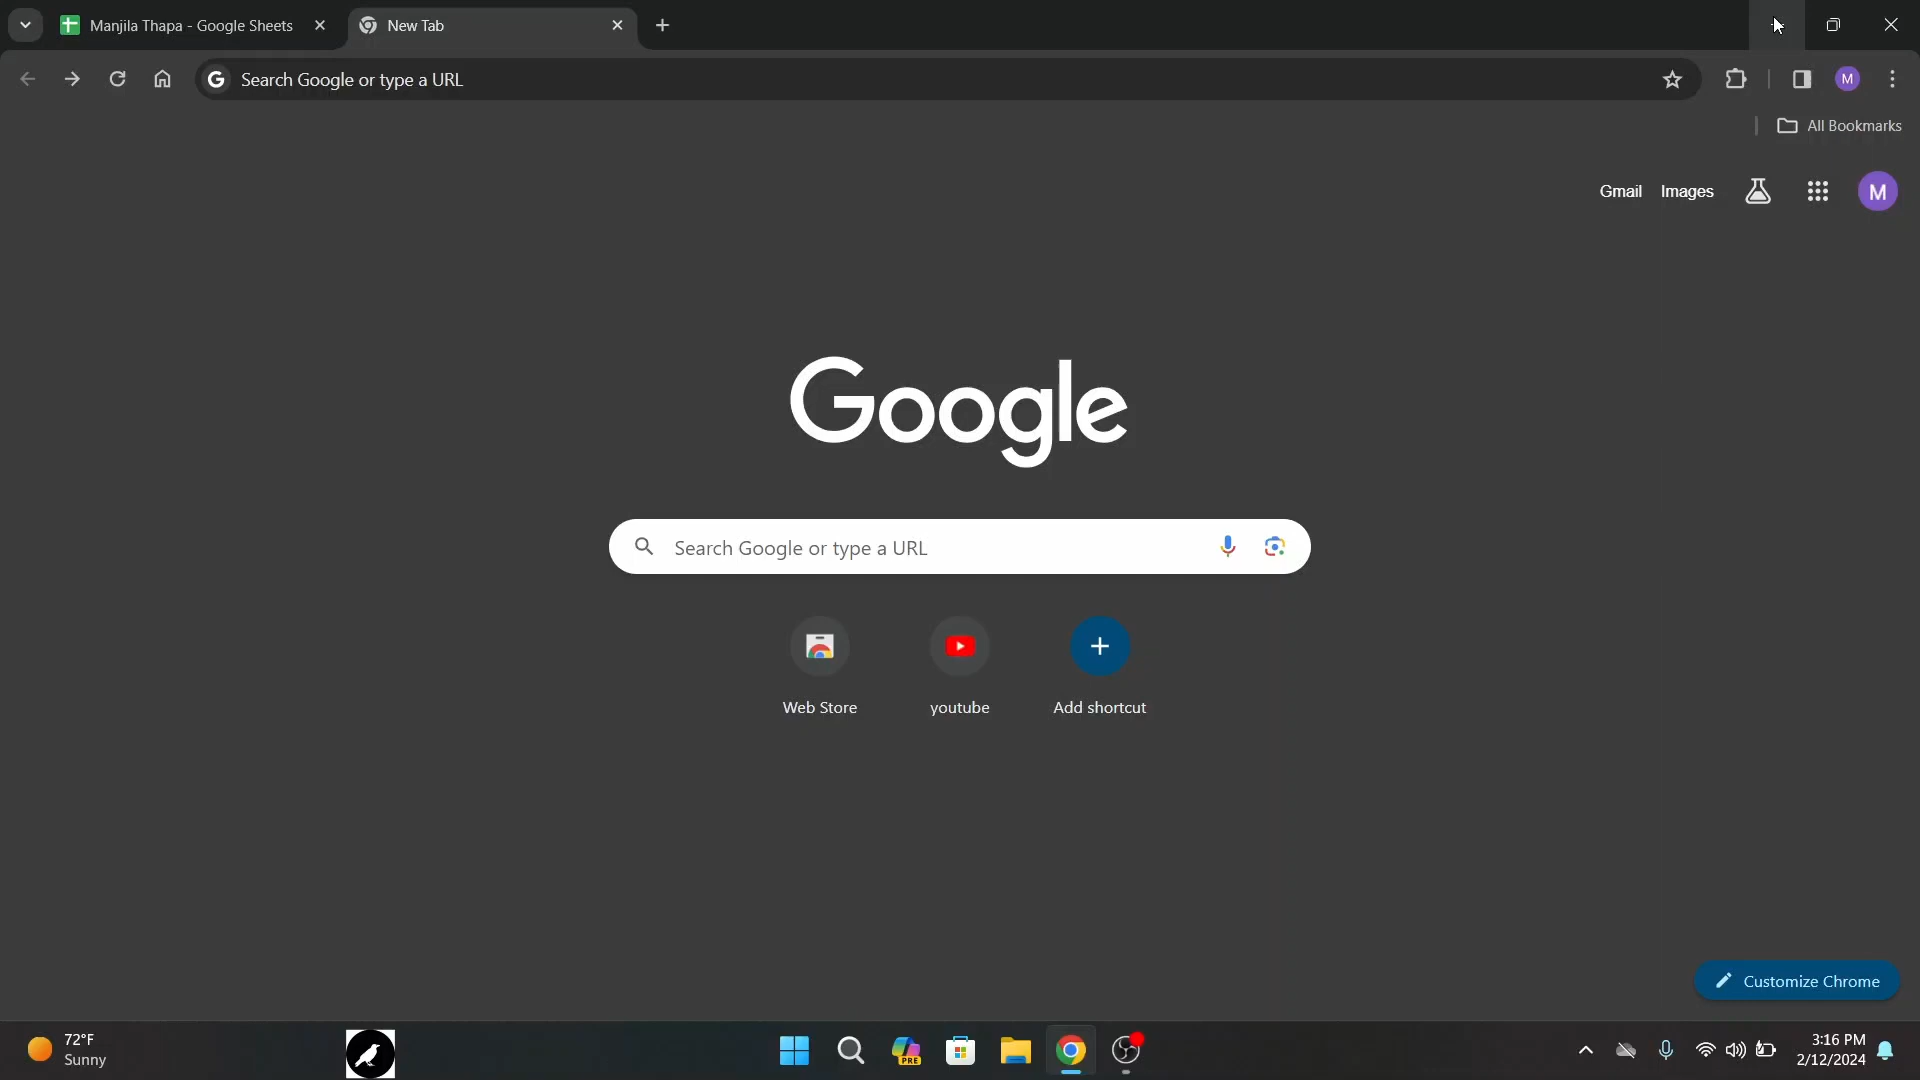 Manjila Thapa - Google Sheets
New Tab
G Search Google or type a URL
M
All Bookmarks
Gmail Images
M
Google
Search Google or type a URL
Web Store youtube Add shortcut
Customize Chrome
72°F
Sunny
PRE
3:16 PM
2/12/2024